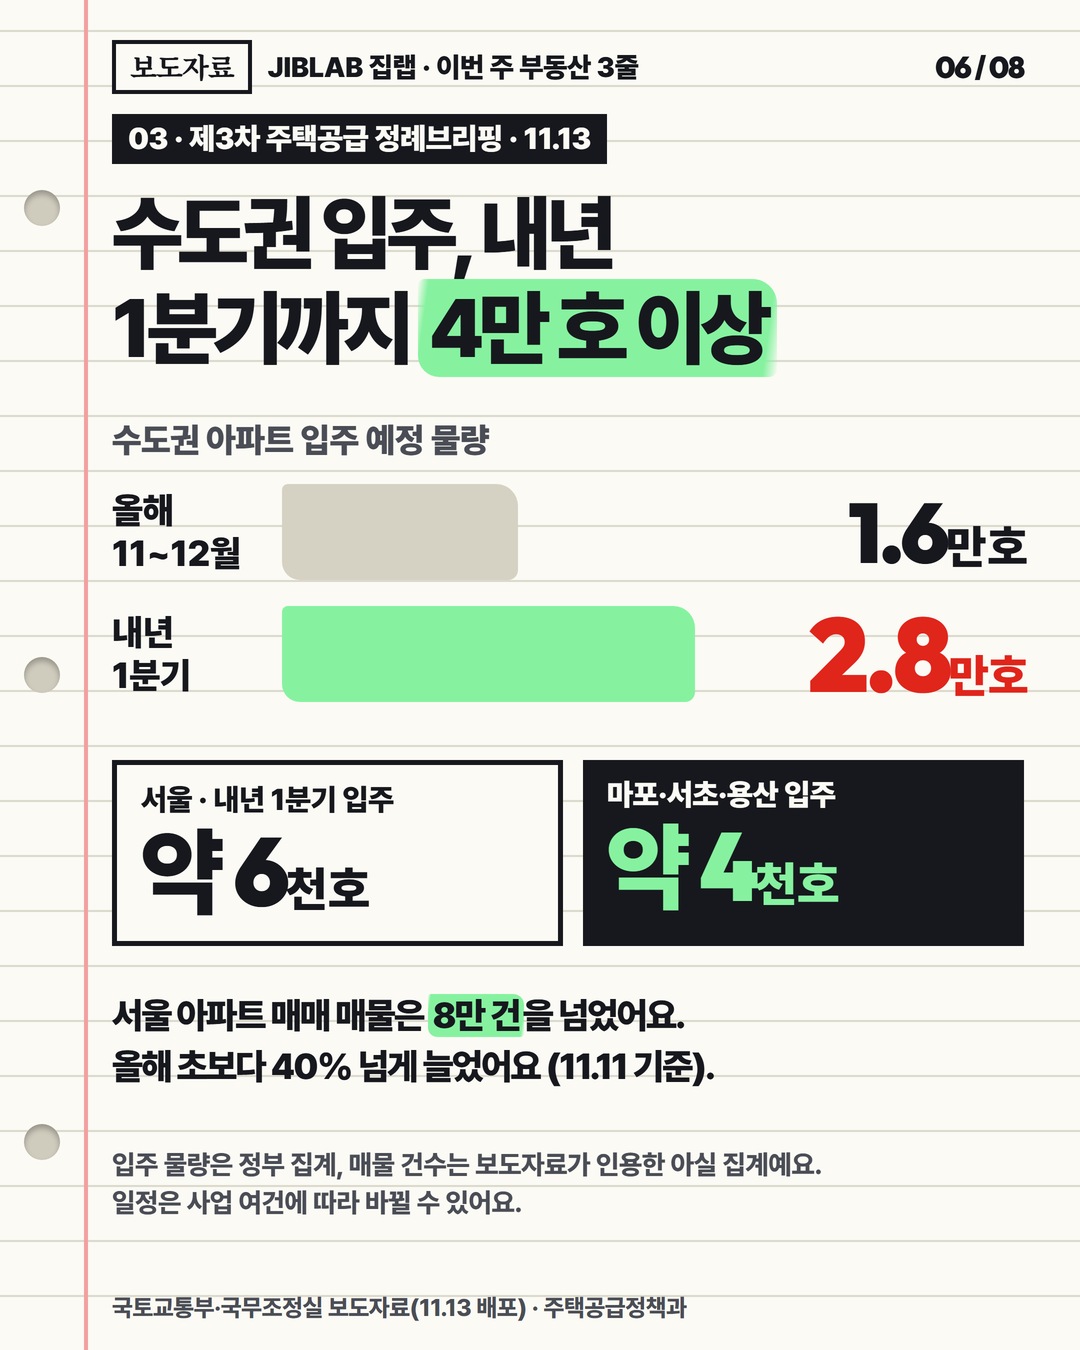 보도자료 JIBLAB 집랩 · 이번 주 부동산 3줄 06 / 08
03 · 제3차 주택공급 정례브리핑 · 11.13
수도권 입주, 내년
1분기까지 4만 호 이상
수도권 아파트 입주 예정 물량
올해
11~12월
1.6만호
내년
1분기
2.8만호
서울 · 내년 1분기 입주
약 6천호
마포·서초·용산 입주
약 4천호
서울 아파트 매매 매물은 8만 건을 넘었어요.
올해 초보다 40% 넘게 늘었어요 (11.11 기준).
입주 물량은 정부 집계, 매물 건수는 보도자료가 인용한 아실 집계예요.
일정은 사업 여건에 따라 바뀔 수 있어요.
국토교통부·국무조정실 보도자료(11.13 배포) · 주택공급정책과